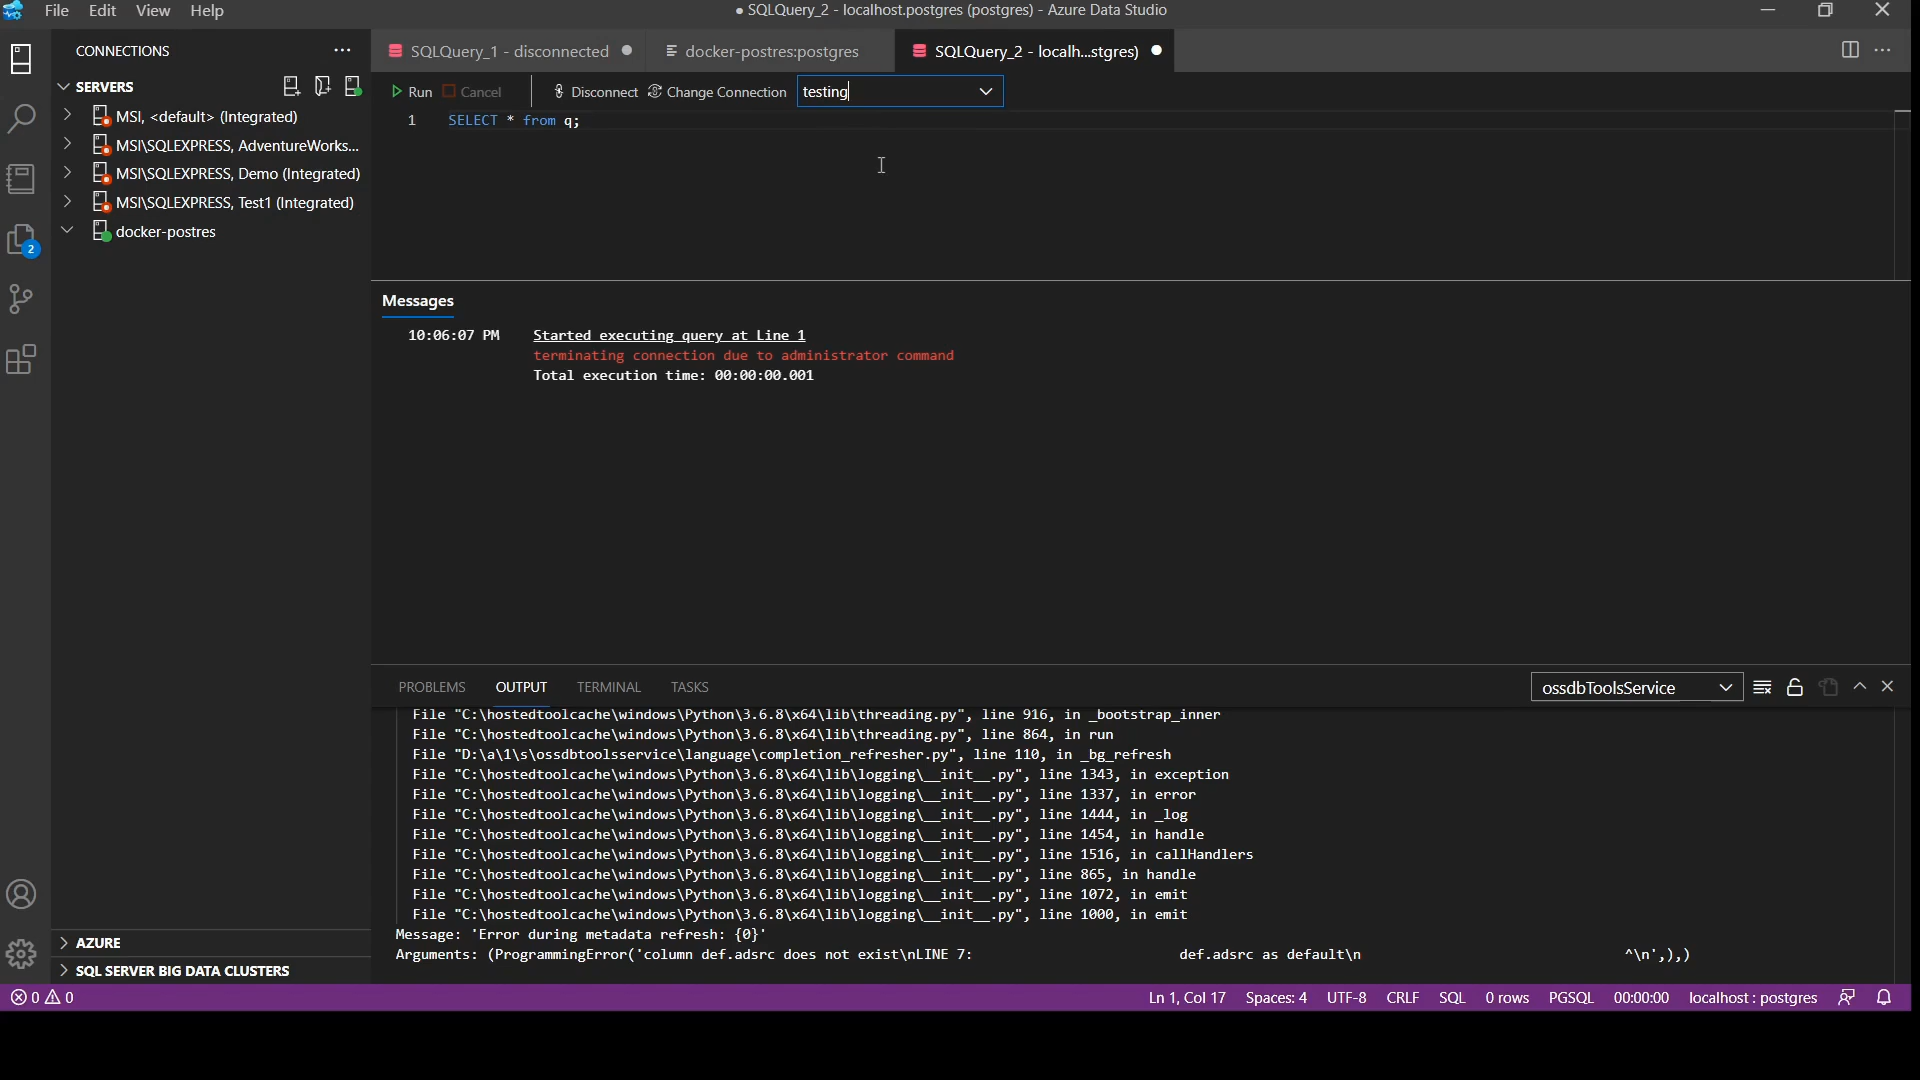 File Edit View Help
● SQLQuery_2 - localhost.postgres (postgres) - Azure Data Studio
CONNECTIONS
SQLQuery_1 - disconnected
docker-postres:postgres
SQLQuery_2 - localh...stgres)
SERVERS
Run Cancel Disconnect Change Connection testing
MSI, <default> (Integrated)
1 SELECT * from q;
MSI\SQLEXPRESS, AdventureWorks...
MSI\SQLEXPRESS, Demo (Integrated)
MSI\SQLEXPRESS, Test1 (Integrated)
docker-postres
2
Messages
10:06:07 PM Started executing query at Line 1
terminating connection due to administrator command
Total execution time: 00:00:00.001
PROBLEMS OUTPUT TERMINAL TASKS ossdbToolsService
File "C:\hostedtoolcache\windows\Python\3.6.8\x64\lib\threading.py", line 916, in _bootstrap_inner
File "C:\hostedtoolcache\windows\Python\3.6.8\x64\lib\threading.py", line 864, in run
File "D:\a\1\s\ossdbtoolsservice\language\completion_refresher.py", line 110, in _bg_refresh
File "C:\hostedtoolcache\windows\Python\3.6.8\x64\lib\logging\__init__.py", line 1343, in exception
File "C:\hostedtoolcache\windows\Python\3.6.8\x64\lib\logging\__init__.py", line 1337, in error
File "C:\hostedtoolcache\windows\Python\3.6.8\x64\lib\logging\__init__.py", line 1444, in _log
File "C:\hostedtoolcache\windows\Python\3.6.8\x64\lib\logging\__init__.py", line 1454, in handle
File "C:\hostedtoolcache\windows\Python\3.6.8\x64\lib\logging\__init__.py", line 1516, in callHandlers
File "C:\hostedtoolcache\windows\Python\3.6.8\x64\lib\logging\__init__.py", line 865, in handle
File "C:\hostedtoolcache\windows\Python\3.6.8\x64\lib\logging\__init__.py", line 1072, in emit
File "C:\hostedtoolcache\windows\Python\3.6.8\x64\lib\logging\__init__.py", line 1000, in emit
Message: 'Error during metadata refresh: {0}'
Arguments: (ProgrammingError('column def.adsrc does not exist\nLINE 7: def.adsrc as default\n ^\n',),)
AZURE
SQL SERVER BIG DATA CLUSTERS
0 0 Ln 1, Col 17 Spaces: 4 UTF-8 CRLF SQL 0 rows PGSQL 00:00:00 localhost : postgres